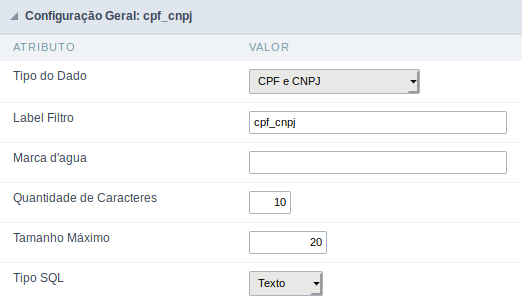 Configuração Geral: cpf_cnpj
ATRIBUTO VALOR
Tipo do Dado CPF e CNPJ
Label Filtro cpf_cnpj
Marca d'agua
Quantidade de Caracteres 10
Tamanho Máximo 20
Tipo SQL Texto